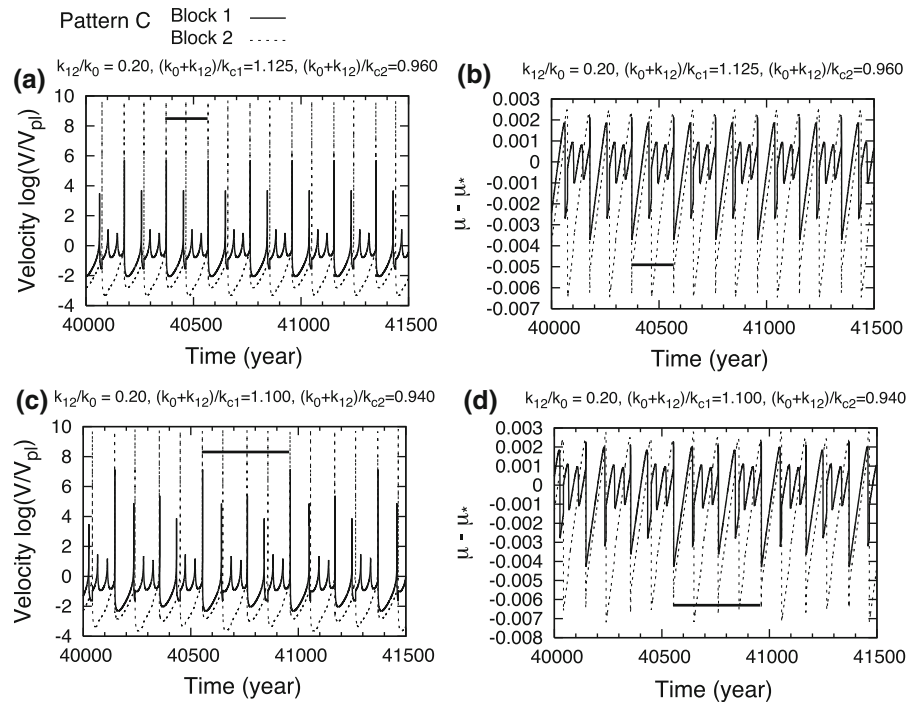 Pattern C
Block 1
Block 2
(a)
k12/k0 = 0.20, (k0+k12)/kc1=1.125, (k0+k12)/kc2=0.960
Velocity log(V/Vpl)
10
8
6
4
2
0
-2
-4
40000 40500 41000 41500
Time (year)
(b)
k12/k0 = 0.20, (k0+k12)/kc1=1.125, (k0+k12)/kc2=0.960
μ - μ*
0.003
0.002
0.001
0
-0.001
-0.002
-0.003
-0.004
-0.005
-0.006
-0.007
40000 40500 41000 41500
Time (year)
(c)
k12/k0 = 0.20, (k0+k12)/kc1=1.100, (k0+k12)/kc2=0.940
Velocity log(V/Vpl)
10
8
6
4
2
0
-2
-4
40000 40500 41000 41500
Time (year)
(d)
k12/k0 = 0.20, (k0+k12)/kc1=1.100, (k0+k12)/kc2=0.940
μ - μ*
0.003
0.002
0.001
0
-0.001
-0.002
-0.003
-0.004
-0.005
-0.006
-0.007
-0.008
40000 40500 41000 41500
Time (year)